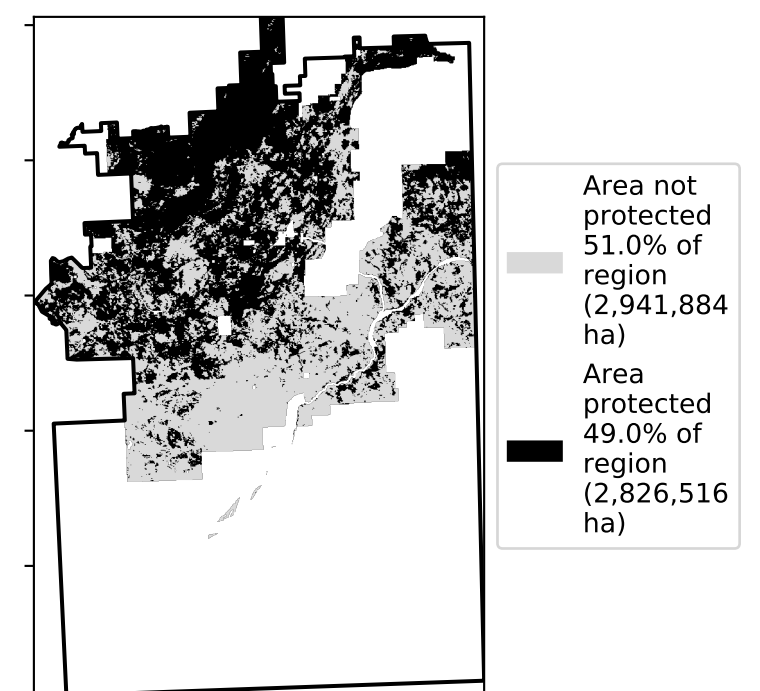 Area not
protected
51.0% of
region
(2,941,884
ha)
Area
protected
49.0% of
region
(2,826,516
ha)